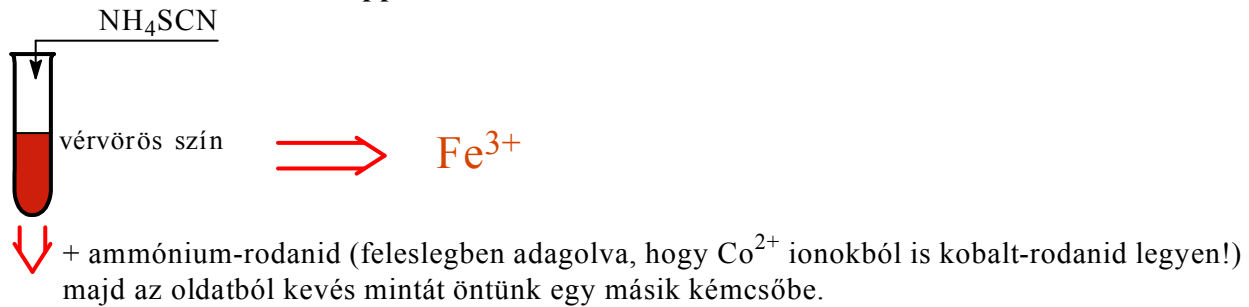 NH₄SCN
vérvörös szín
Fe³⁺
+ ammónium-rodanid (feleslegben adagolva, hogy Co²⁺ ionokból is kobalt-rodanid legyen!)
majd az oldatból kevés mintát öntünk egy másik kémcsőbe.